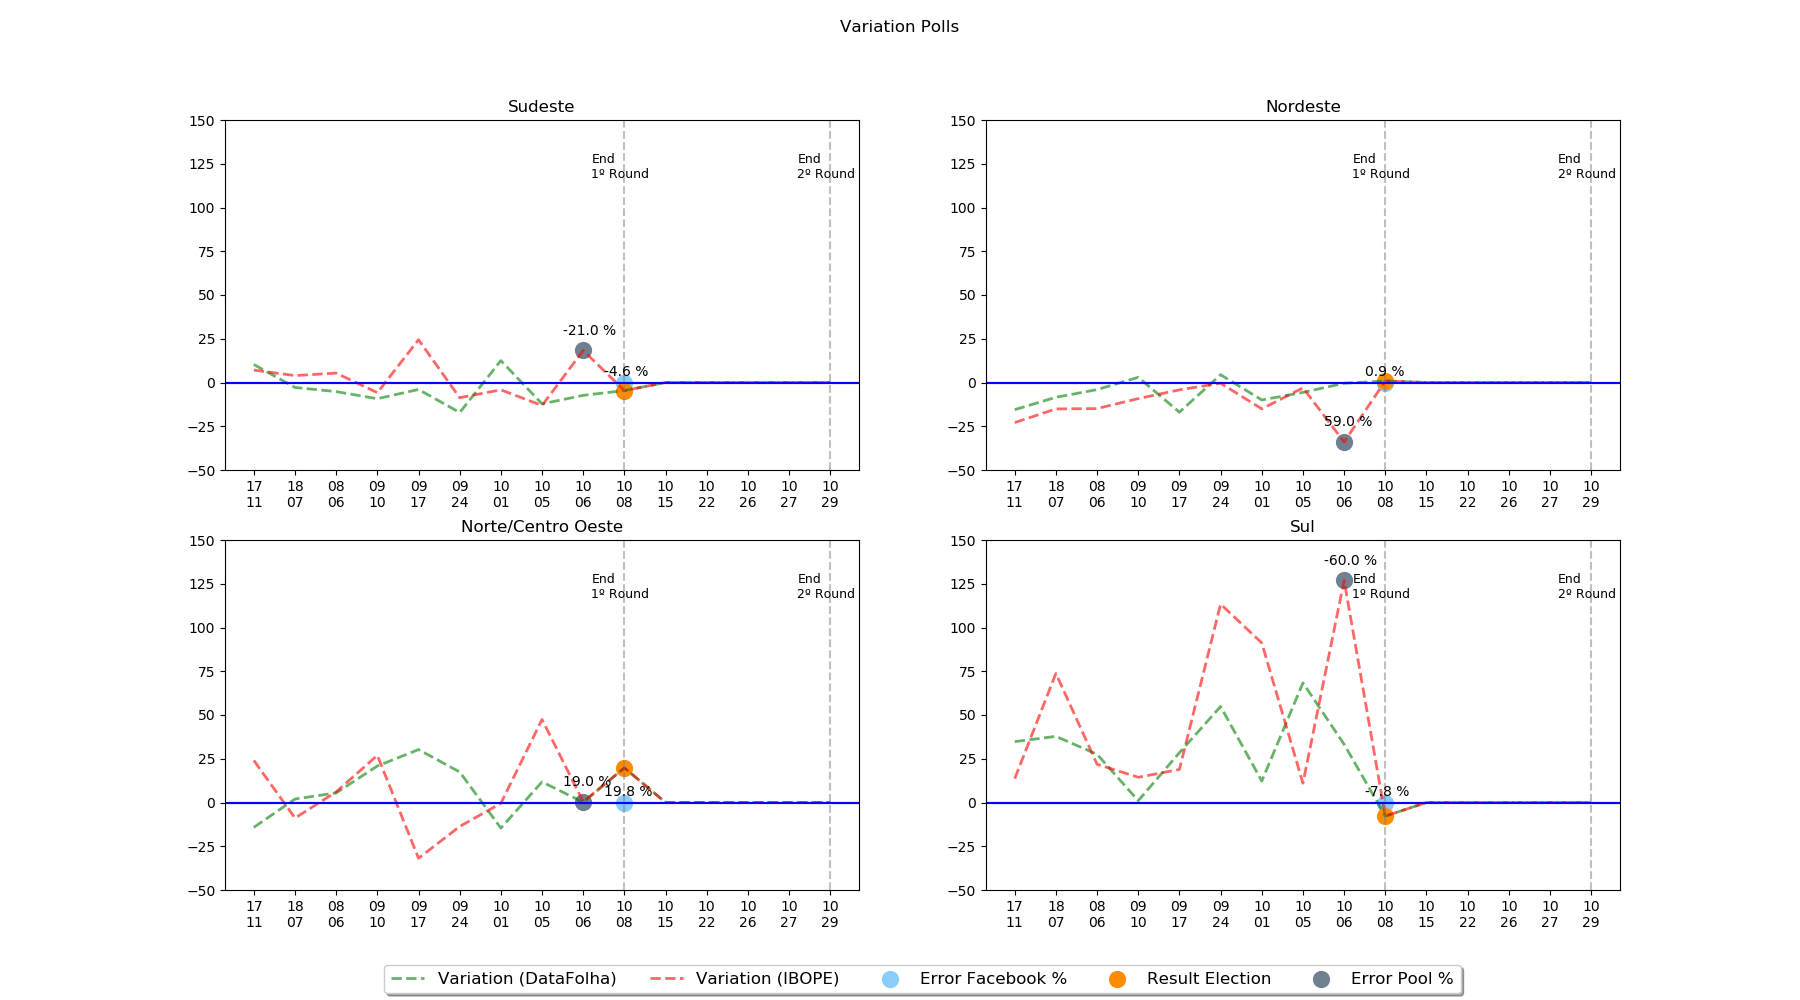 Variation Polls
Sudeste
150
125
100
75
50
25
0
−25
−50
End
1º Round
End
2º Round
-21.0 %
-4.6 %
17 18 08 09 09 09 10 10 10 10 10 10 10 10 10
11 07 06 10 17 24 01 05 06 08 15 22 26 27 29
Nordeste
150
125
100
75
50
25
0
−25
−50
End
1º Round
End
2º Round
0.9 %
59.0 %
17 18 08 09 09 09 10 10 10 10 10 10 10 10 10
11 07 06 10 17 24 01 05 06 08 15 22 26 27 29
Norte/Centro Oeste
150
125
100
75
50
25
0
−25
−50
End
1º Round
End
2º Round
19.0 %
19.8 %
17 18 08 09 09 09 10 10 10 10 10 10 10 10 10
11 07 06 10 17 24 01 05 06 08 15 22 26 27 29
Sul
150
125
100
75
50
25
0
−25
−50
-60.0 %
End
1º Round
End
2º Round
-7.8 %
17 18 08 09 09 09 10 10 10 10 10 10 10 10 10
11 07 06 10 17 24 01 05 06 08 15 22 26 27 29
Variation (DataFolha) Variation (IBOPE) Error Facebook % Result Election Error Pool %